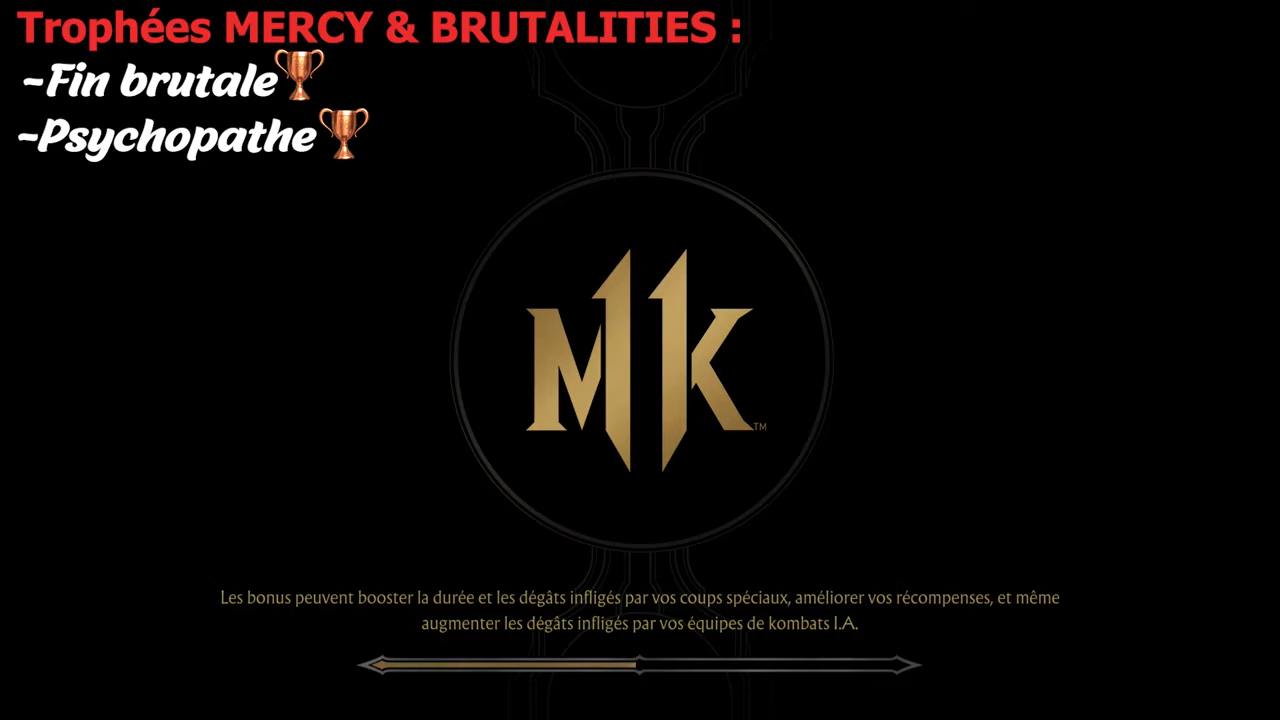 Trophées MERCY & BRUTALITIES :
~Fin brutale
~Psychopathe
M11K™
Les bonus peuvent booster la durée et les dégâts infligés par vos coups spéciaux, améliorer vos récompenses, et même
augmenter les dégâts infligés par vos équipes de kombats I.A.